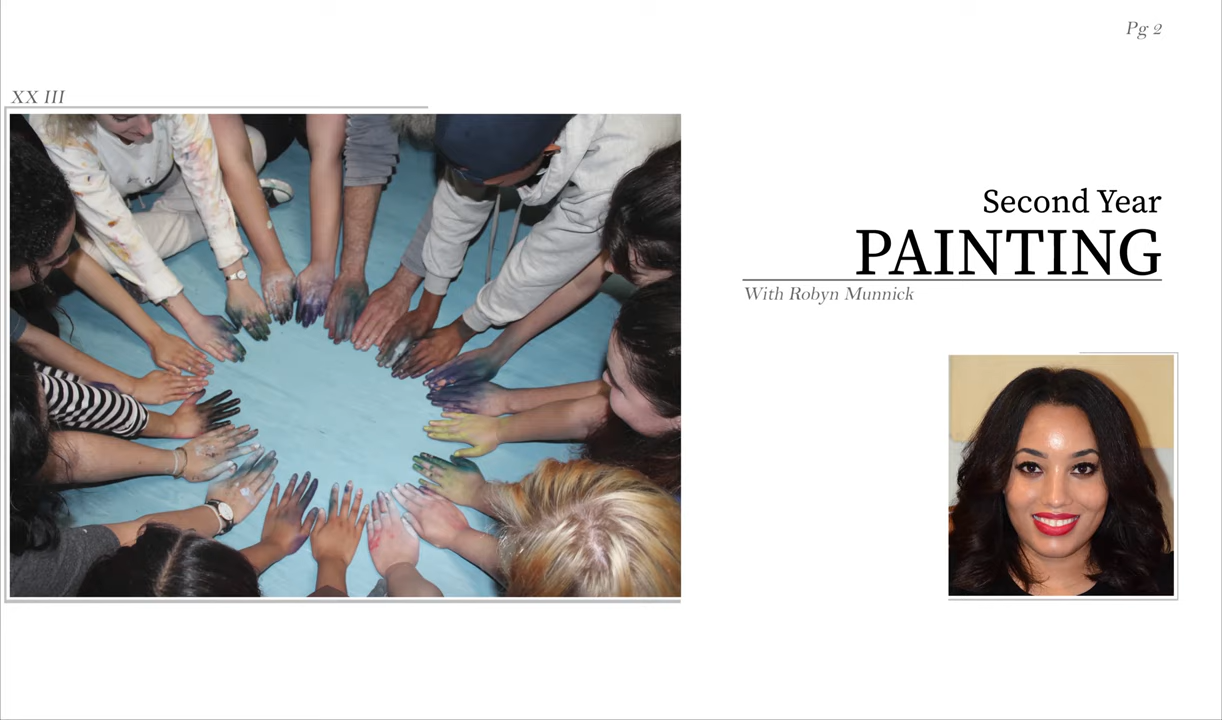 Pg 2
XX III
Second Year
PAINTING
With Robyn Munnick